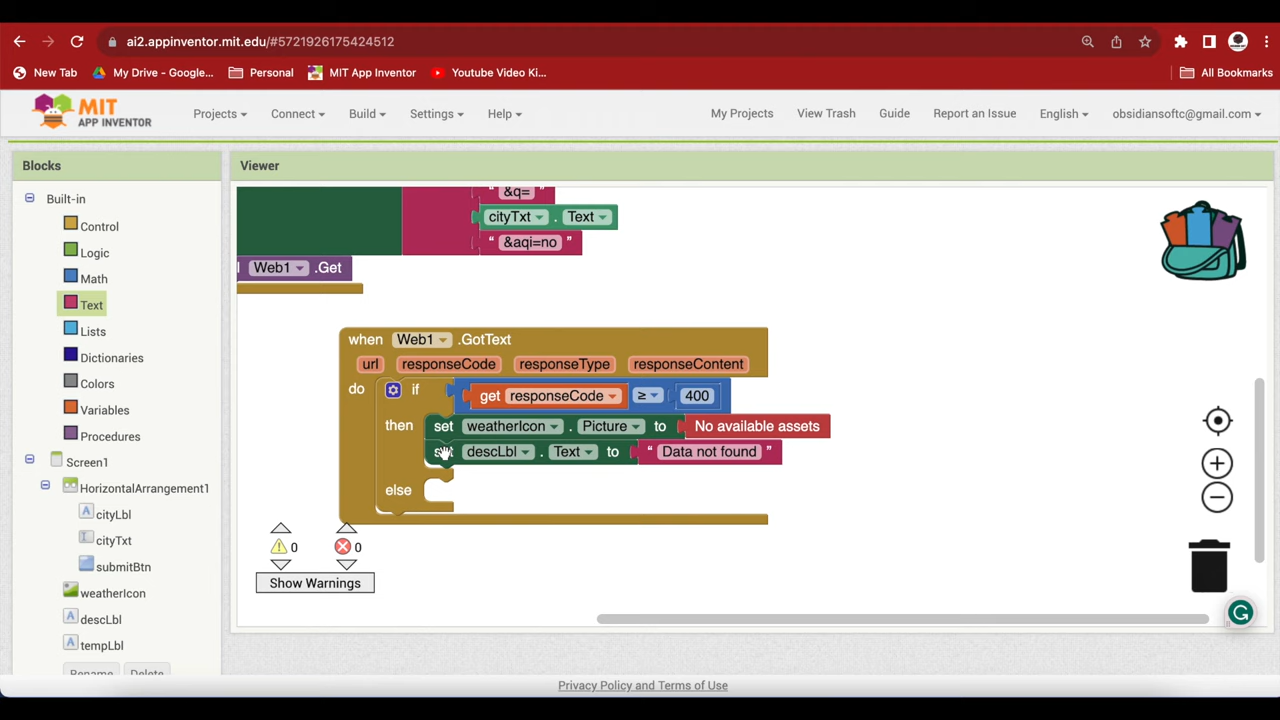 ai2.appinventor.mit.edu/#5721926175424512
New Tab
My Drive - Google...
Personal
MIT App Inventor
Youtube Video Ki...
All Bookmarks
MIT
APP INVENTOR
Projects
Connect
Build
Settings
Help
My Projects
View Trash
Guide
Report an Issue
English
obsidiansoftc@gmail.com
Blocks
Viewer
Built-in
Control
Logic
Math
Text
Lists
Dictionaries
Colors
Variables
Procedures
Screen1
HorizontalArrangement1
cityLbl
cityTxt
submitBtn
weatherIcon
descLbl
tempLbl
Rename
Delete
" &q= "
cityTxt . Text
" &aqi=no "
Web1 .Get
when Web1 .GotText
url responseCode responseType responseContent
do if get responseCode ≥ 400
then set weatherIcon . Picture to No available assets
set descLbl . Text to " Data not found "
else
0
0
Show Warnings
Privacy Policy and Terms of Use